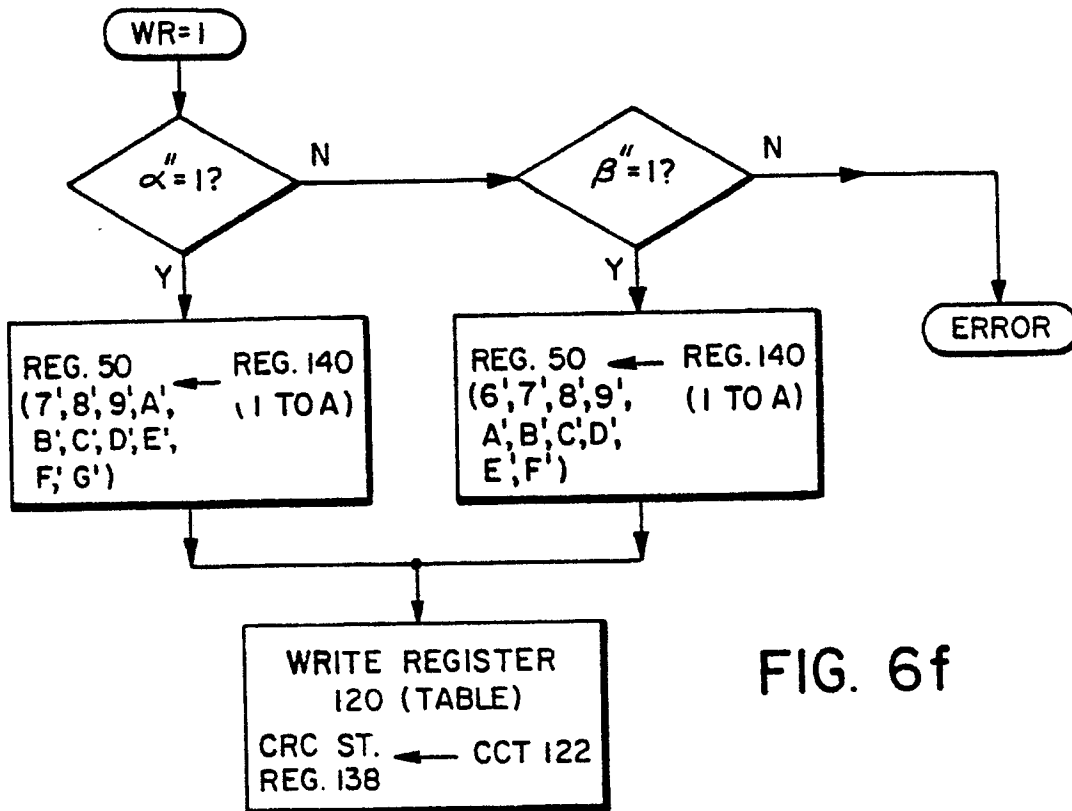 WR=1
α"=1?
N
β"=1?
N
Y
Y
ERROR
REG. 50 ← REG. 140
(7',8',9',A', (1 TO A)
B',C',D',E',
F',G')
REG. 50 ← REG. 140
(6',7',8',9', (1 TO A)
A',B',C',D',
E',F')
WRITE REGISTER
120 (TABLE)
CRC ST. ← CCT 122
REG. 138
FIG. 6f